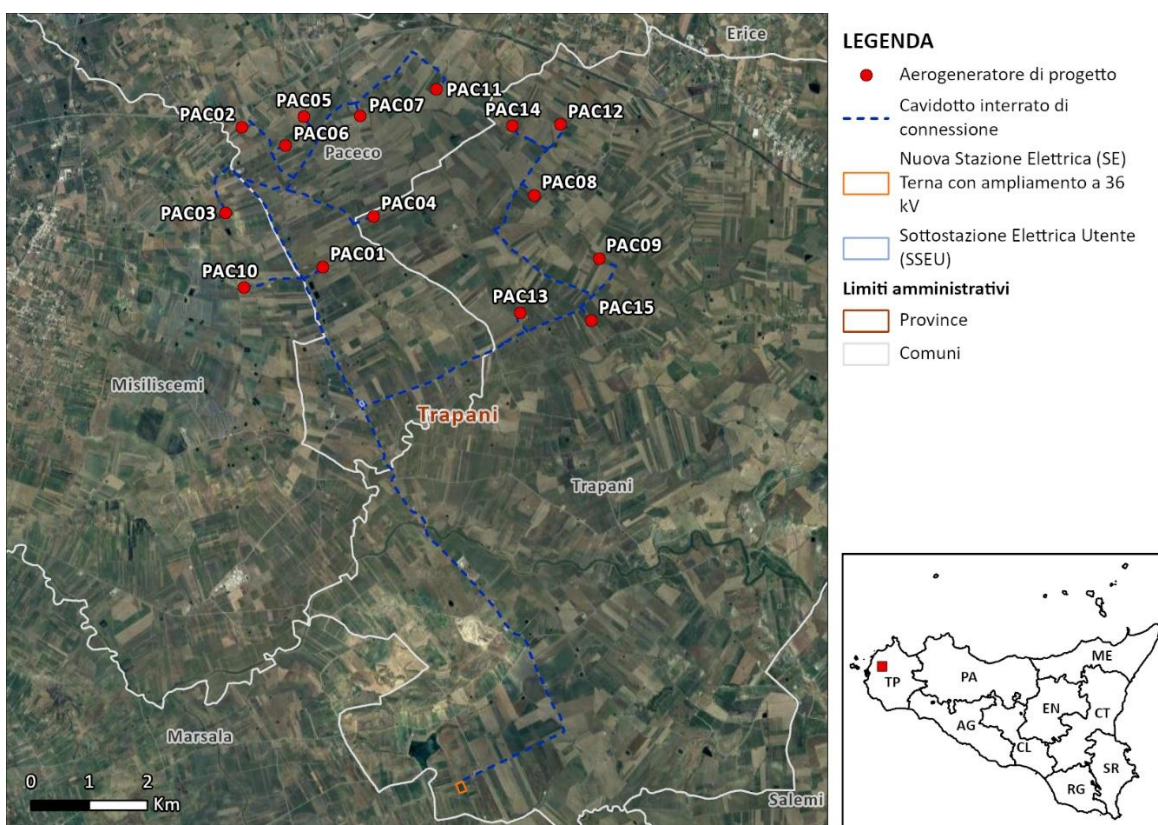 Erice
PAC11
PAC05
PAC07
PAC02
PAC14
PAC12
PAC06
Paceco
PAC08
PAC03
PAC04
PAC09
PAC01
PAC10
PAC13
PAC15
Misiliscemi
Trapani
Trapani
Marsala
Salemi
0 1 2
Km
LEGENDA
Aerogeneratore di progetto
Cavidotto interrato di
connessione
Nuova Stazione Elettrica (SE)
Terna con ampliamento a 36
kV
Sottostazione Elettrica Utente
(SSEU)
Limiti amministrativi
Province
Comuni
ME
PA
TP
EN
CT
AG
CL
SR
RG